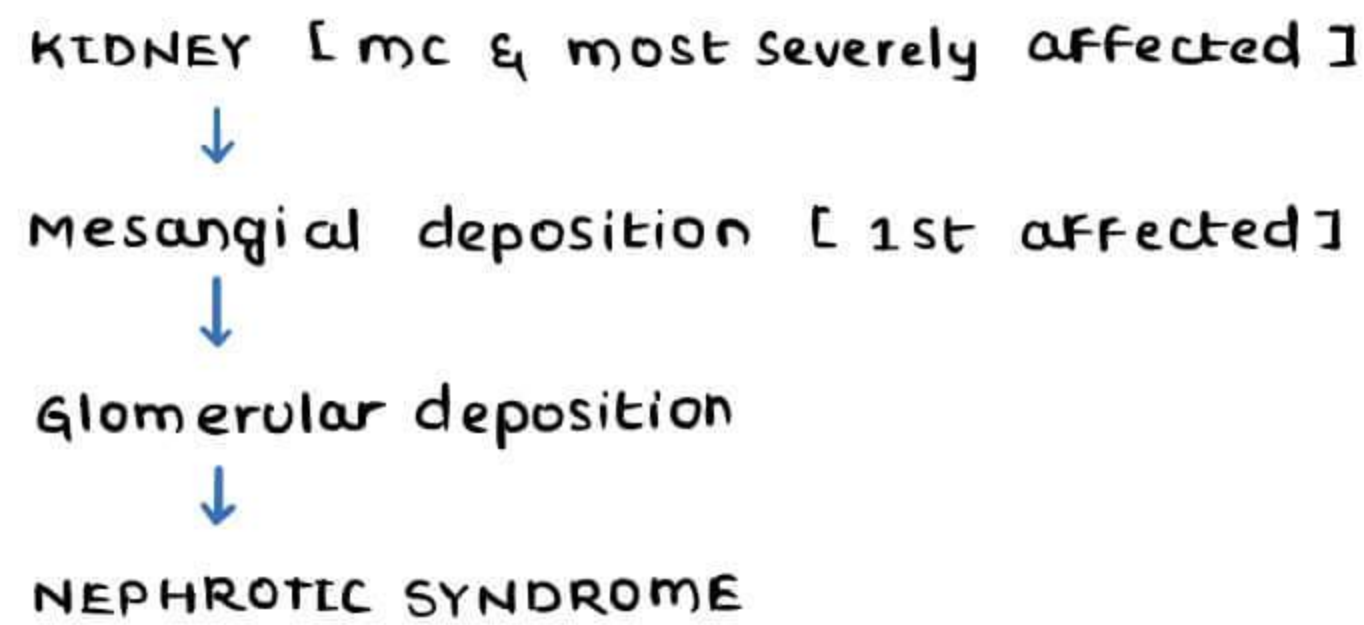 KIDNEY [ mc & most severely affected ]
↓
Mesangial deposition [ 1st affected ]
↓
Glomerular deposition
↓
NEPHROTIC SYNDROME